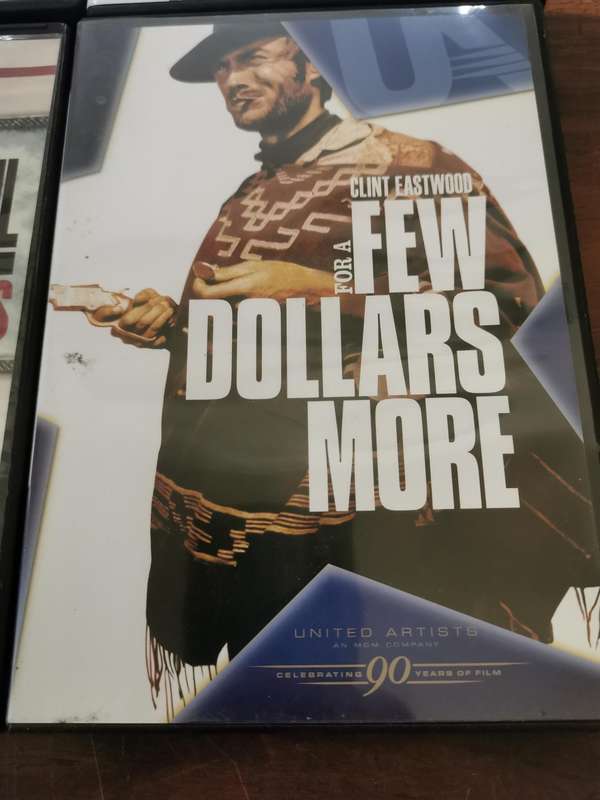 CLINT EASTWOOD
FOR A
FEW
DOLLARS
MORE
UNITED ARTISTS
AN MGM COMPANY
CELEBRATING 90 YEARS OF FILM